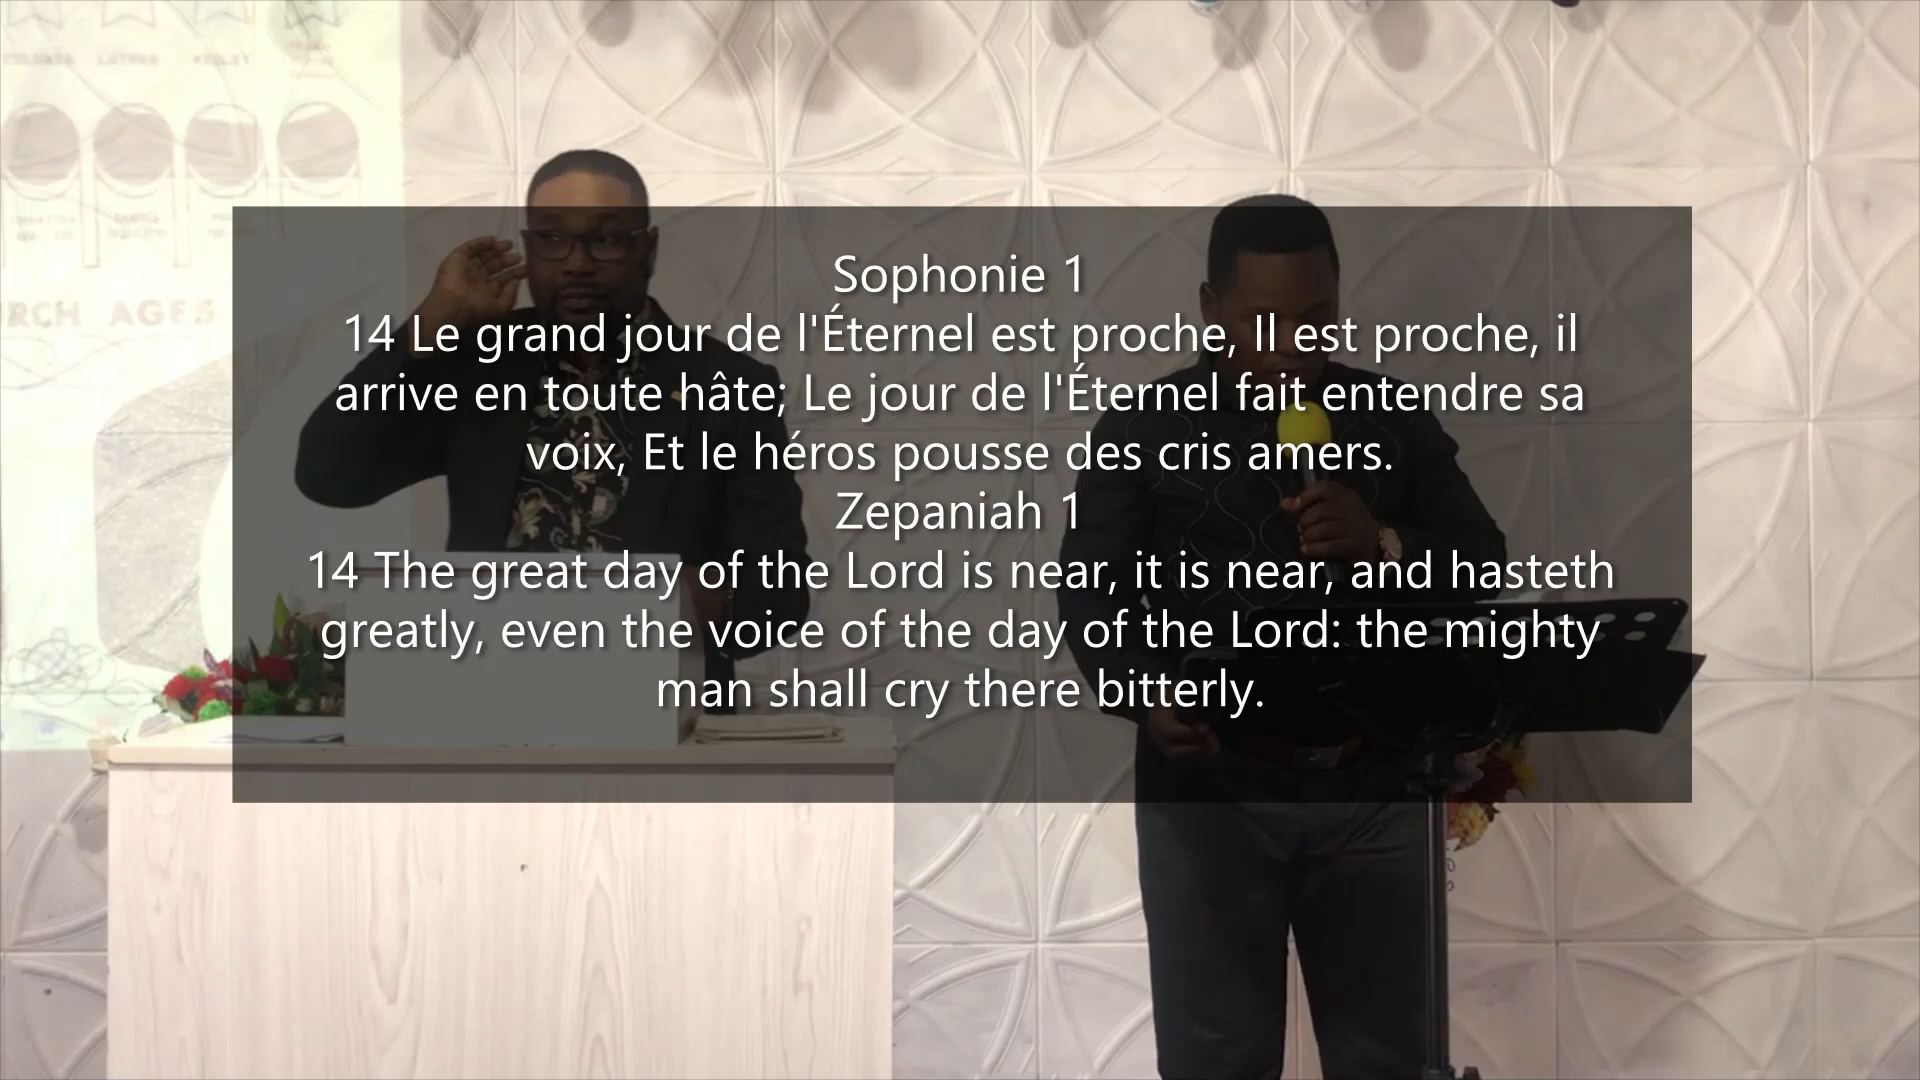 LUTHER
CHURCH AGES
Sophonie 1
14 Le grand jour de l'Éternel est proche, Il est proche, il
arrive en toute hâte; Le jour de l'Éternel fait entendre sa
voix, Et le héros pousse des cris amers.
Zepaniah 1
14 The great day of the Lord is near, it is near, and hasteth
greatly, even the voice of the day of the Lord: the mighty
man shall cry there bitterly.